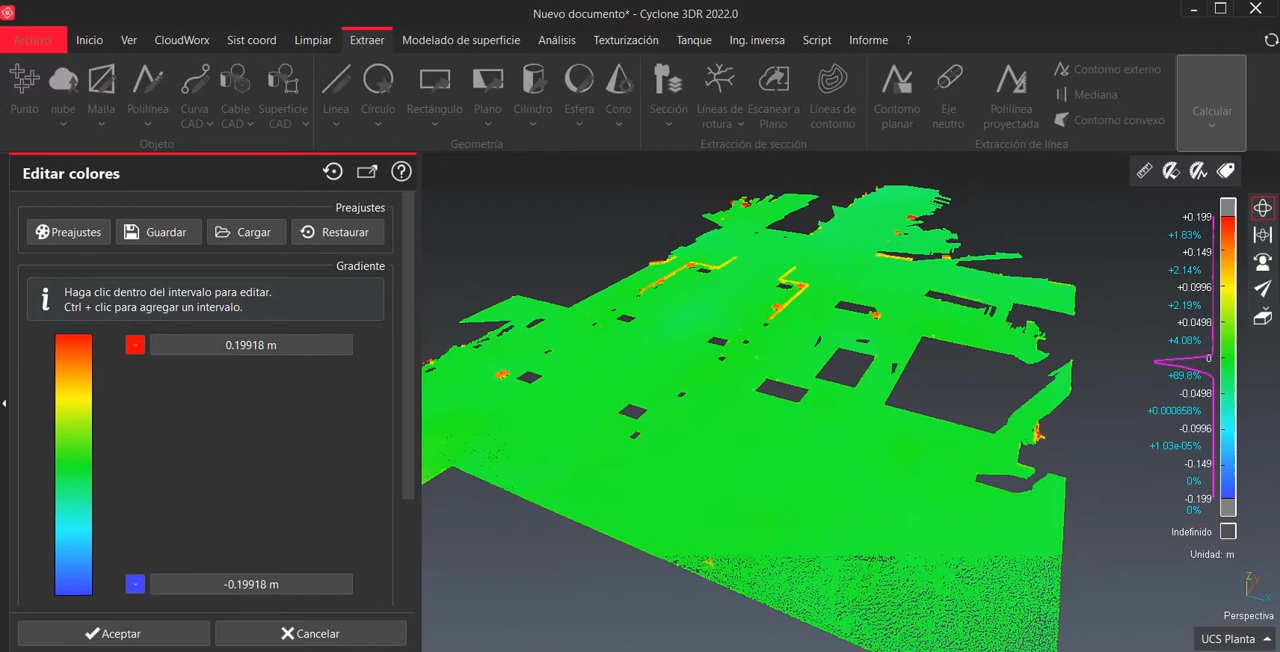 Nuevo documento* - Cyclone 3DR 2022.0
Archivo Inicio Ver CloudWorx Sist coord Limpiar Extraer Modelado de superficie Análisis Texturización Tanque Ing. inversa Script Informe ?
Punto nube Malla Polilínea Curva CAD Cable CAD Superficie CAD
Objeto
Línea Círculo Rectángulo Plano Cilindro Esfera Cono
Geometría
Sección Líneas de rotura Escanear a Plano Líneas de contorno
Extracción de sección
Contorno planar Eje neutro Polilínea proyectada
Contorno externo
Mediana
Contorno convexo
Extracción de línea
Calcular
Editar colores
Preajustes
Preajustes Guardar Cargar Restaurar
Gradiente
Haga clic dentro del intervalo para editar.
Ctrl + clic para agregar un intervalo.
0.19918 m
-0.19918 m
Aceptar Cancelar
+0.199
+1.83%
+0.149
+2.14%
+0.0996
+2.19%
+0.0498
+4.08%
0
+89.8%
-0.0498
+0.000858%
-0.0996
+1.03e-05%
-0.149
0%
-0.199
0%
Indefinido
Unidad: m
Z
Y
X
Perspectiva
UCS Planta